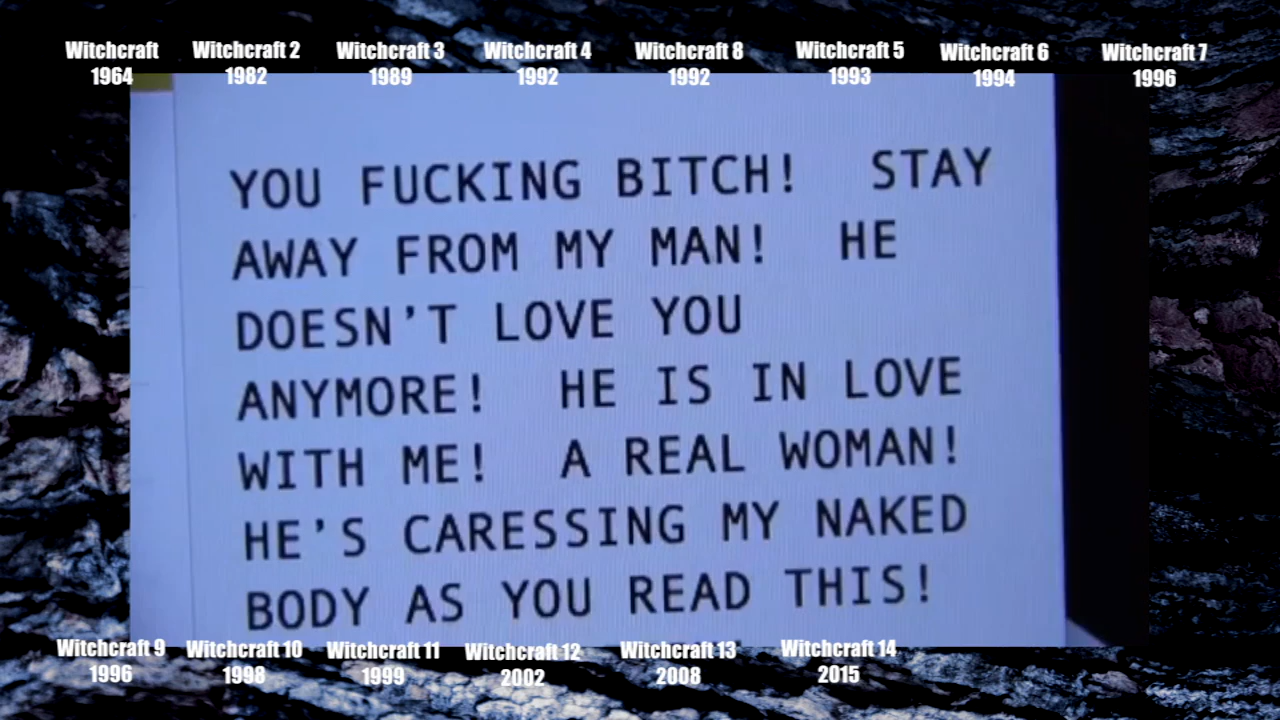 Witchcraft 1964
Witchcraft 2 1982
Witchcraft 3 1989
Witchcraft 4 1992
Witchcraft 8 1992
Witchcraft 5 1993
Witchcraft 6 1994
Witchcraft 7 1996
YOU FUCKING BITCH! STAY
AWAY FROM MY MAN! HE
DOESN'T LOVE YOU
ANYMORE! HE IS IN LOVE
WITH ME! A REAL WOMAN!
HE'S CARESSING MY NAKED
BODY AS YOU READ THIS!
Witchcraft 9 1996
Witchcraft 10 1998
Witchcraft 11 1999
Witchcraft 12 2002
Witchcraft 13 2008
Witchcraft 14 2015